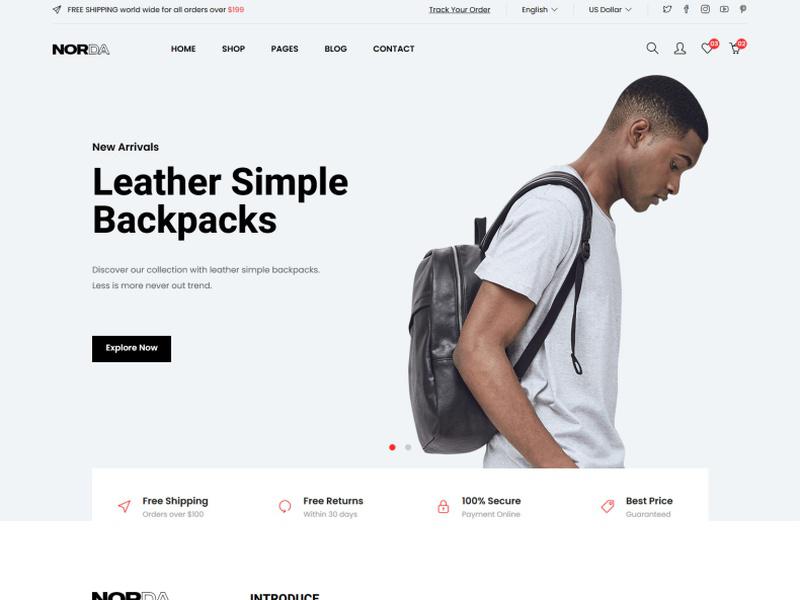 FREE SHIPPING world wide for all orders over $199
Track Your Order
English
US Dollar
NORDA
HOME
SHOP
PAGES
BLOG
CONTACT
03
02
New Arrivals
Leather Simple
Backpacks
Discover our collection with leather simple backpacks.
Less is more never out trend.
Explore Now
Free Shipping
Orders over $100
Free Returns
Within 30 days
100% Secure
Payment Online
Best Price
Guaranteed
NORDA
INTRODUCE